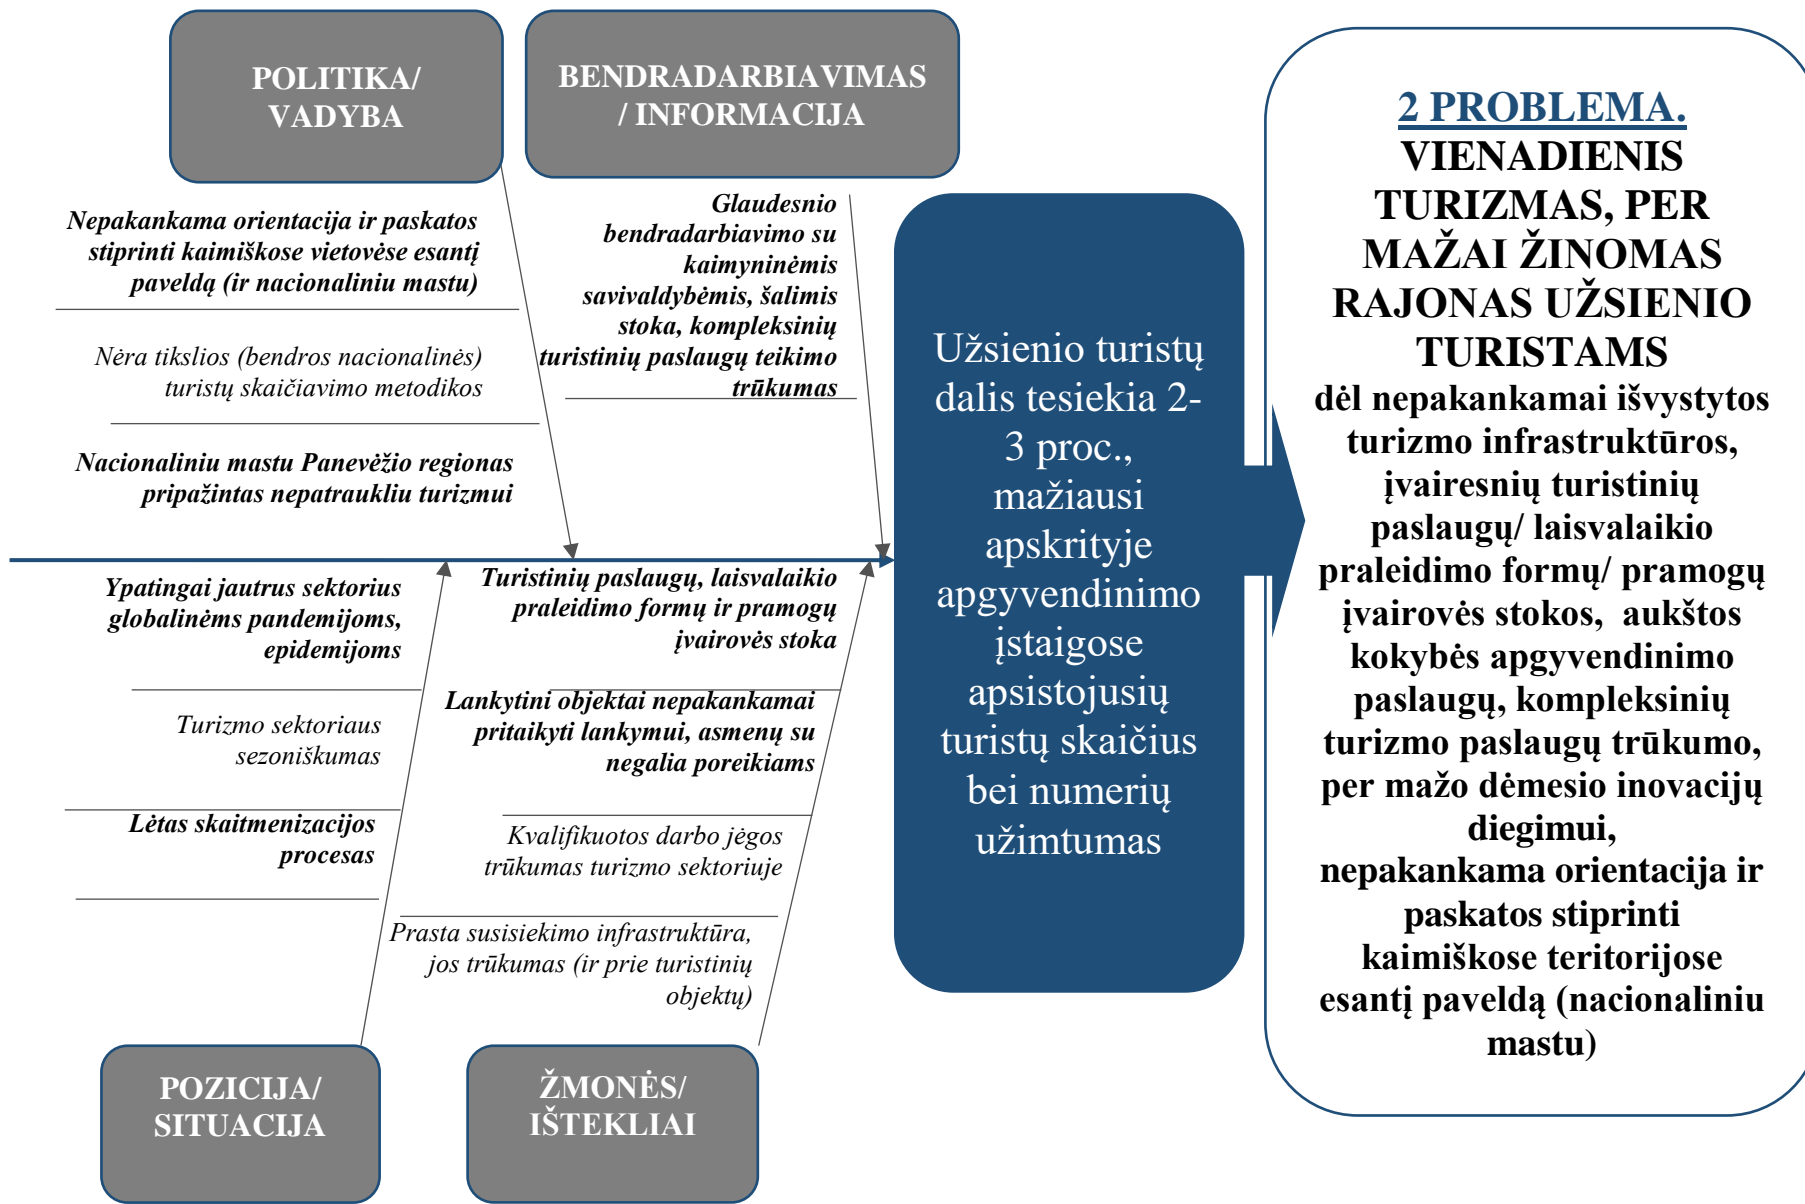 POLITIKA/
VADYBA
BENDRADARBIAVIMAS
/ INFORMACIJA
Nepakankama orientacija ir paskatos
stiprinti kaimiškose vietovėse esantį
paveldą (ir nacionaliniu mastu)
Nėra tikslios (bendros nacionalinės)
turistų skaičiavimo metodikos
Nacionaliniu mastu Panevėžio regionas
pripažintas nepatraukliu turizmui
Glaudesnio
bendradarbiavimo su
kaimyninėmis
savivaldybėmis, šalimis
stoka, kompleksinių
turistinių paslaugų teikimo
trūkumas
Ypatingai jautrus sektorius
globalinėms pandemijoms,
epidemijoms
Turizmo sektoriaus
sezoniškumas
Lėtas skaitmenizacijos
procesas
Turistinių paslaugų, laisvalaikio
praleidimo formų ir pramogų
įvairovės stoka
Lankytini objektai nepakankamai
pritaikyti lankymui, asmenų su
negalia poreikiams
Kvalifikuotos darbo jėgos
trūkumas turizmo sektoriuje
Prasta susisiekimo infrastruktūra,
jos trūkumas (ir prie turistinių
objektų)
POZICIJA/
SITUACIJA
ŽMONĖS/
IŠTEKLIAI
Užsienio turistų
dalis tesiekia 2-
3 proc.,
mažiausi
apskrityje
apgyvendinimo
įstaigose
apsistojusių
turistų skaičius
bei numerių
užimtumas
2 PROBLEMA.
VIENADIENIS
TURIZMAS, PER
MAŽAI ŽINOMAS
RAJONAS UŽSIENIO
TURISTAMS
dėl nepakankamai išvystytos
turizmo infrastruktūros,
įvairesnių turistinių
paslaugų/ laisvalaikio
praleidimo formų/ pramogų
įvairovės stokos, aukštos
kokybės apgyvendinimo
paslaugų, kompleksinių
turizmo paslaugų trūkumo,
per mažo dėmesio inovacijų
diegimui,
nepakankama orientacija ir
paskatos stiprinti
kaimiškose teritorijose
esantį paveldą (nacionaliniu
mastu)